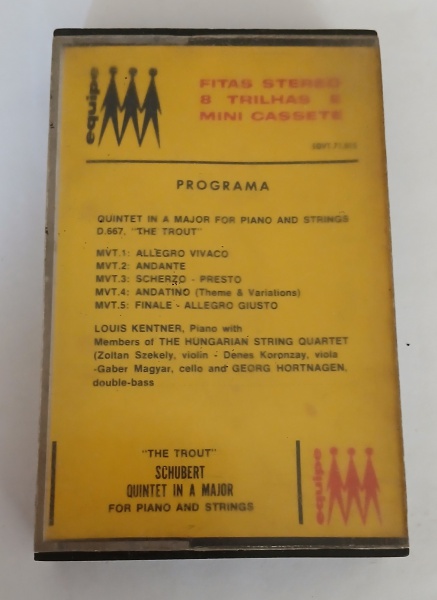 equipe
FITAS STEREO
8 TRILHAS E
MINI CASSETE
PROGRAMA
QUINTET IN A MAJOR FOR PIANO AND STRINGS
D.667, "THE TROUT"
MVT.1: ALLEGRO VIVACO
MVT.2: ANDANTE
MVT.3: SCHERZO - PRESTO
MVT.4: ANDATINO (Theme & Variations)
MVT.5: FINALE - ALLEGRO GIUSTO
LOUIS KENTNER, Piano with
Members of THE HUNGARIAN STRING QUARTET
(Zoltan Szekely, violin - Denes Koronzay, viola
-Gaber Magyar, cello and GEORG HORTNAGEN,
double-bass
"THE TROUT"
SCHUBERT
QUINTET IN A MAJOR
FOR PIANO AND STRINGS
equipe